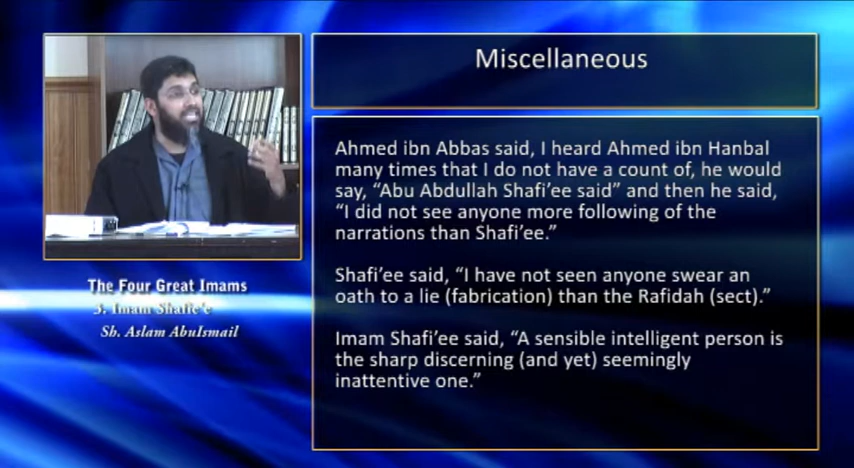 Miscellaneous
Ahmed ibn Abbas said, I heard Ahmed ibn Hanbal
many times that I do not have a count of, he would
say, “Abu Abdullah Shafi’ee said” and then he said,
“I did not see anyone more following of the
narrations than Shafi’ee.”
Shafi’ee said, “I have not seen anyone swear an
oath to a lie (fabrication) than the Rafidah (sect).”
Imam Shafi’ee said, “A sensible intelligent person is
the sharp discerning (and yet) seemingly
inattentive one.”
The Four Great Imams
3. Imam Shafie'e
Sh. Aslam AbuIsmail